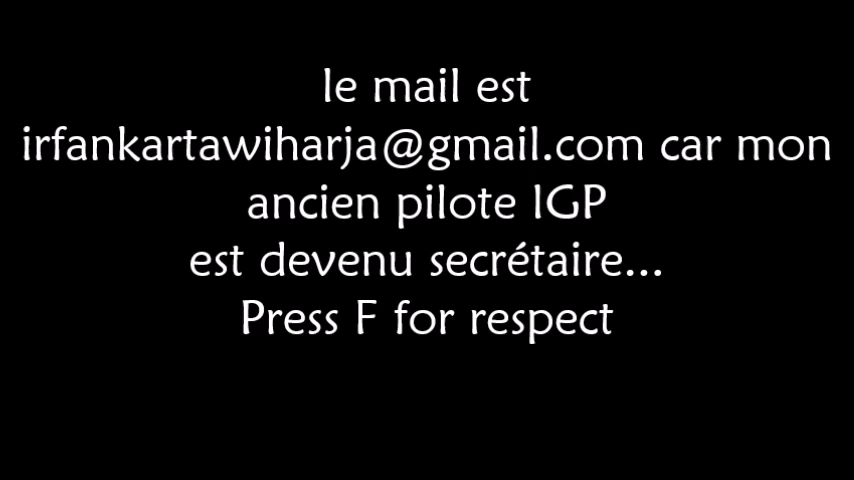 le mail est
irfankartawiharja@gmail.com car mon
ancien pilote IGP
est devenu secrétaire...
Press F for respect